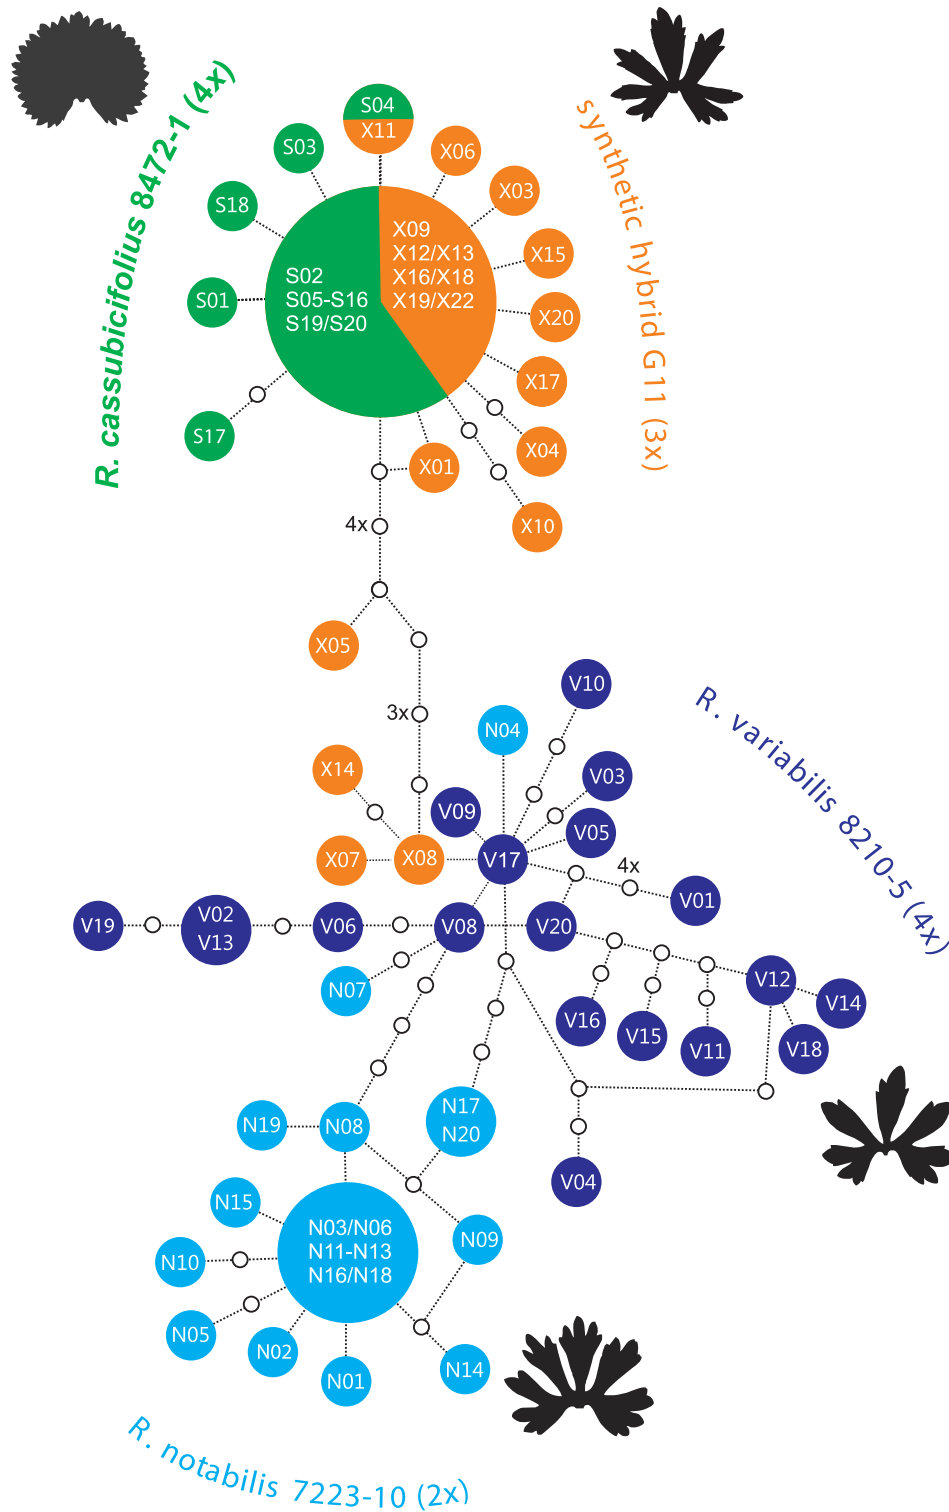 R. cassubicifolius 8472-1 (4x)
synthetic hybrid G11 (3x)
S04
X11
S03
X06
S18
X03
X09
X12/X13
X16/X18
X19/X22
S02
S05-S16
S19/S20
X15
S01
X20
X17
S17
X04
X01
X10
4x
X05
3x
R. variabilis 8210-5 (4x)
V10
N04
X14
V03
V09
V05
X07
X08
V17
4x
V01
V19
V02
V13
V06
V08
V20
N07
V12
V14
V16
V15
V11
V18
N19
N08
N17
N20
V04
N15
N03/N06
N11-N13
N16/N18
N09
N10
N05
N02
N01
N14
R. notabilis 7223-10 (2x)